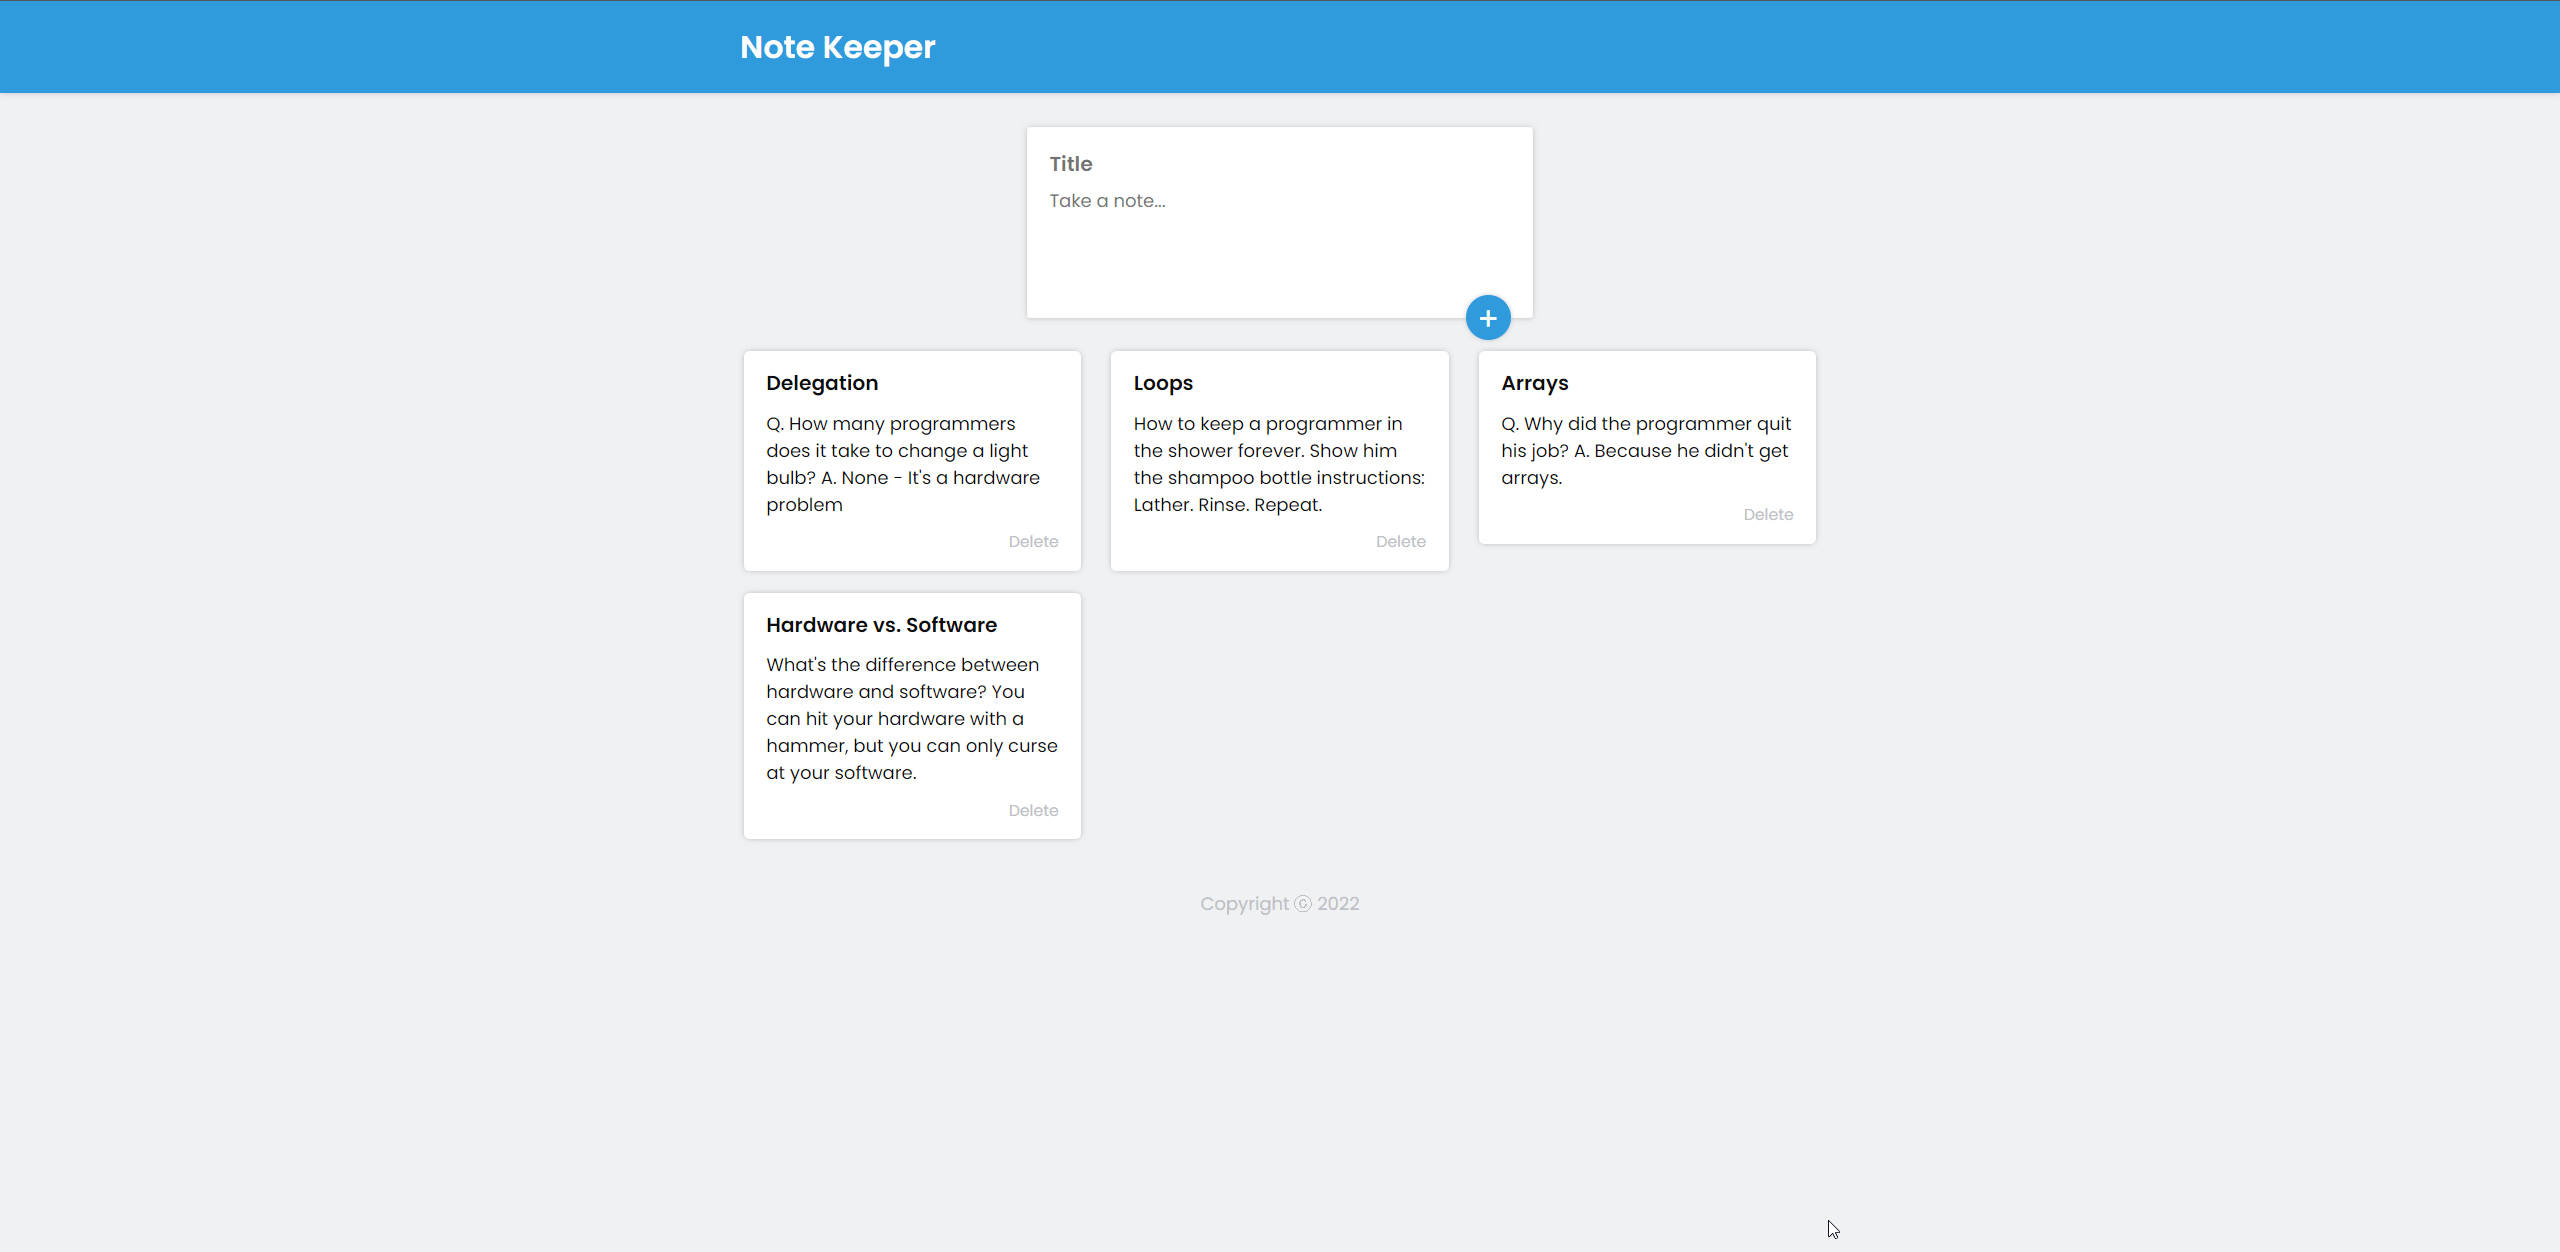 Note Keeper
Title
Take a note...
+
Delegation
Q. How many programmers
does it take to change a light
bulb? A. None - It's a hardware
problem
Delete
Loops
How to keep a programmer in
the shower forever. Show him
the shampoo bottle instructions:
Lather. Rinse. Repeat.
Delete
Arrays
Q. Why did the programmer quit
his job? A. Because he didn't get
arrays.
Delete
Hardware vs. Software
What's the difference between
hardware and software? You
can hit your hardware with a
hammer, but you can only curse
at your software.
Delete
Copyright ⓒ 2022